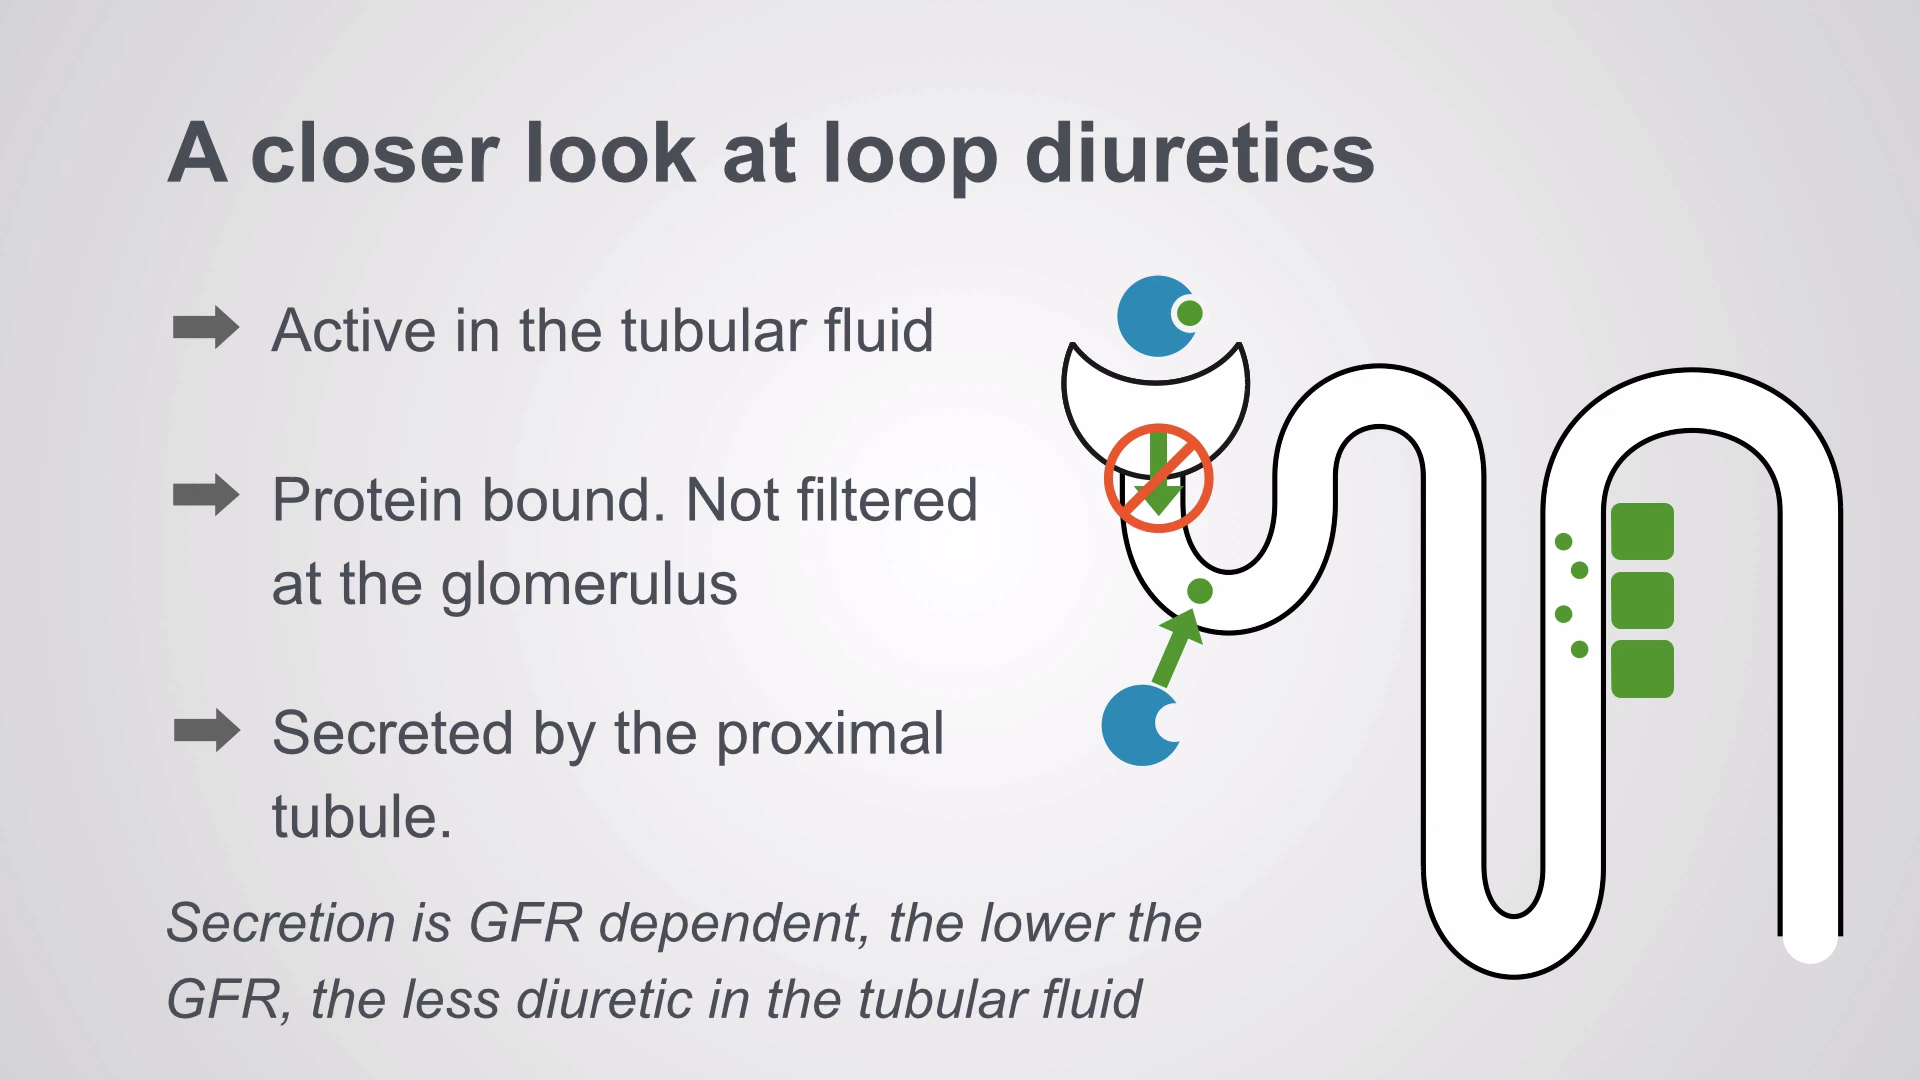 A closer look at loop diuretics
Active in the tubular fluid
Protein bound. Not filtered
at the glomerulus
Secreted by the proximal
tubule.
Secretion is GFR dependent, the lower the
GFR, the less diuretic in the tubular fluid